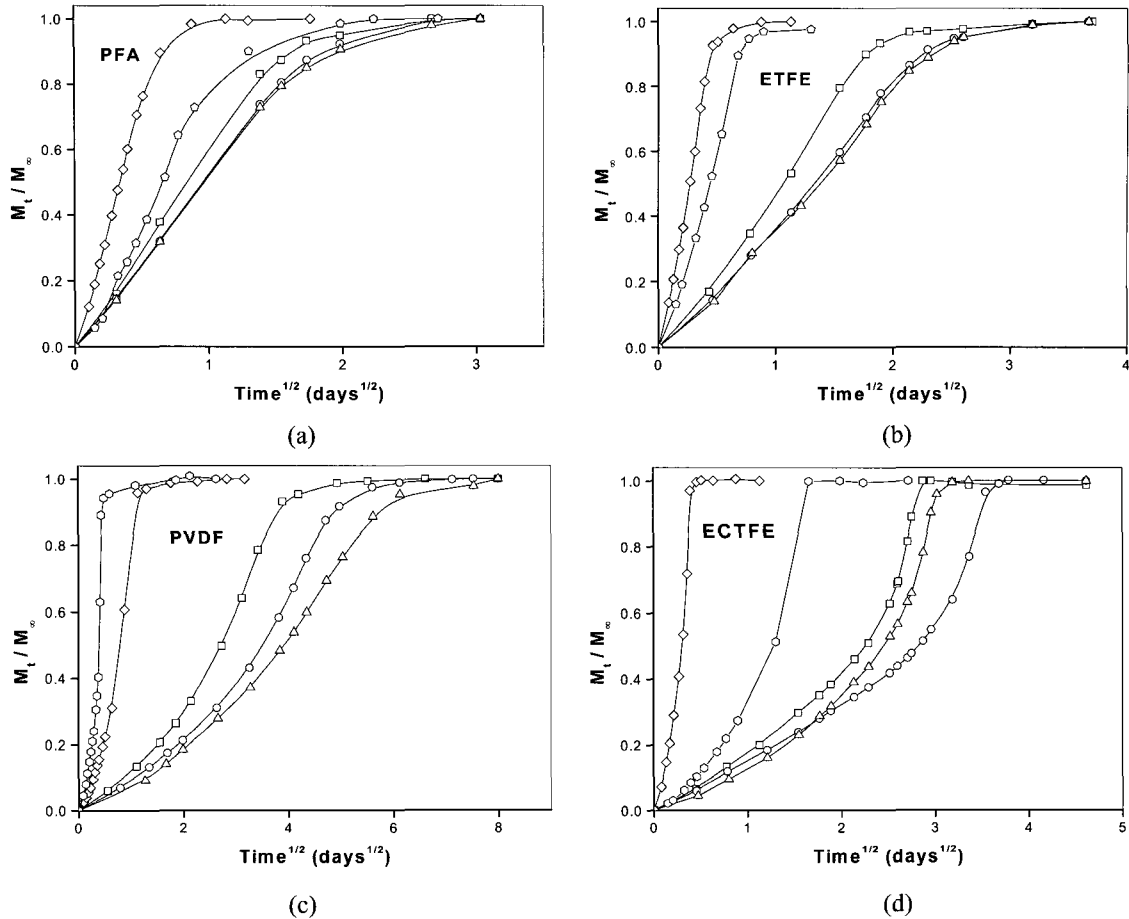 PFA
M_t / M_∞
1.0
0.8
0.6
0.4
0.2
0.0
0 1 2 3
Time^1/2 (days^1/2)
(a)
ETFE
M_t / M_∞
1.0
0.8
0.6
0.4
0.2
0.0
0 1 2 3 4
Time^1/2 (days^1/2)
(b)
PVDF
M_t / M_∞
1.0
0.8
0.6
0.4
0.2
0.0
0 2 4 6 8
Time^1/2 (days^1/2)
(c)
ECTFE
M_t / M_∞
1.0
0.8
0.6
0.4
0.2
0.0
0 1 2 3 4 5
Time^1/2 (days^1/2)
(d)